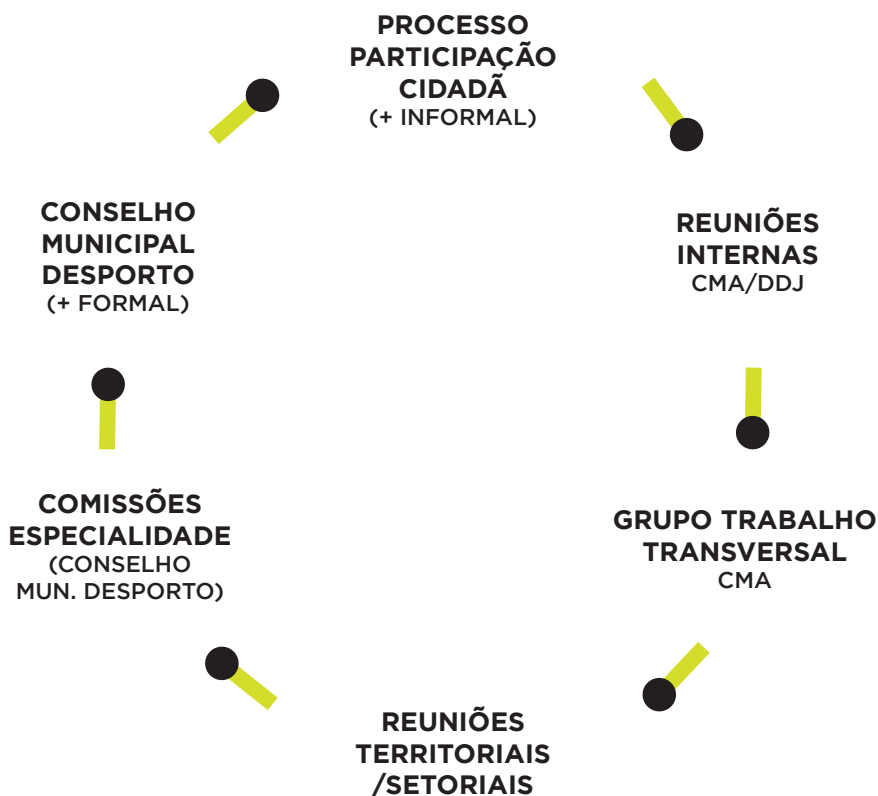 PROCESSO
PARTICIPAÇÃO
CIDADÃ
(+ INFORMAL)
REUNIÕES
INTERNAS
CMA/DDJ
GRUPO TRABALHO
TRANSVERSAL
CMA
REUNIÕES
TERRITORIAIS
/SETORIAIS
COMISSÕES
ESPECIALIDADE
(CONSELHO
MUN. DESPORTO)
CONSELHO
MUNICIPAL
DESPORTO
(+ FORMAL)